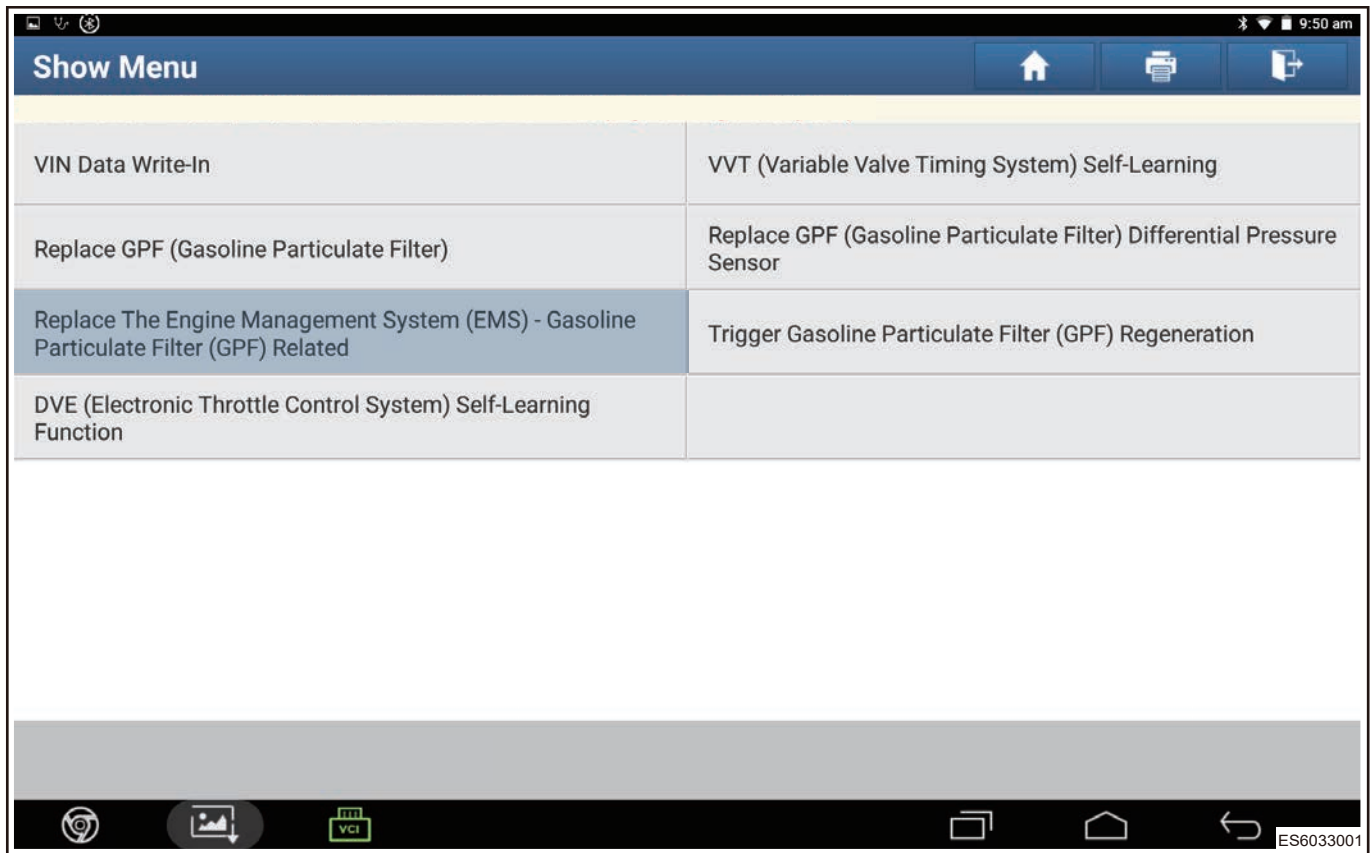 9:50 am
Show Menu
VIN Data Write-In
VVT (Variable Valve Timing System) Self-Learning
Replace GPF (Gasoline Particulate Filter)
Replace GPF (Gasoline Particulate Filter) Differential Pressure
Sensor
Replace The Engine Management System (EMS) - Gasoline
Particulate Filter (GPF) Related
Trigger Gasoline Particulate Filter (GPF) Regeneration
DVE (Electronic Throttle Control System) Self-Learning
Function
VCI
ES6033001